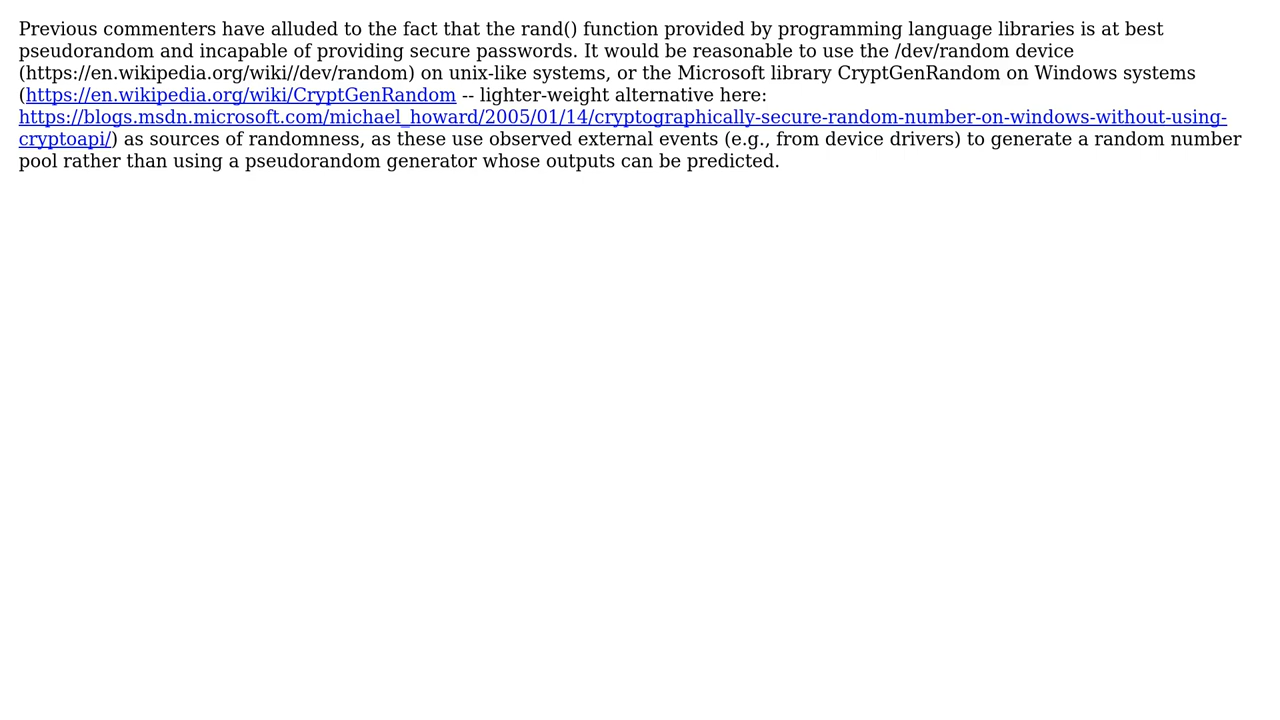 Previous commenters have alluded to the fact that the rand() function provided by programming language libraries is at best
pseudorandom and incapable of providing secure passwords. It would be reasonable to use the /dev/random device
(https://en.wikipedia.org/wiki//dev/random) on unix-like systems, or the Microsoft library CryptGenRandom on Windows systems
(https://en.wikipedia.org/wiki/CryptGenRandom -- lighter-weight alternative here:
https://blogs.msdn.microsoft.com/michael_howard/2005/01/14/cryptographically-secure-random-number-on-windows-without-using-
cryptoapi/) as sources of randomness, as these use observed external events (e.g., from device drivers) to generate a random number
pool rather than using a pseudorandom generator whose outputs can be predicted.